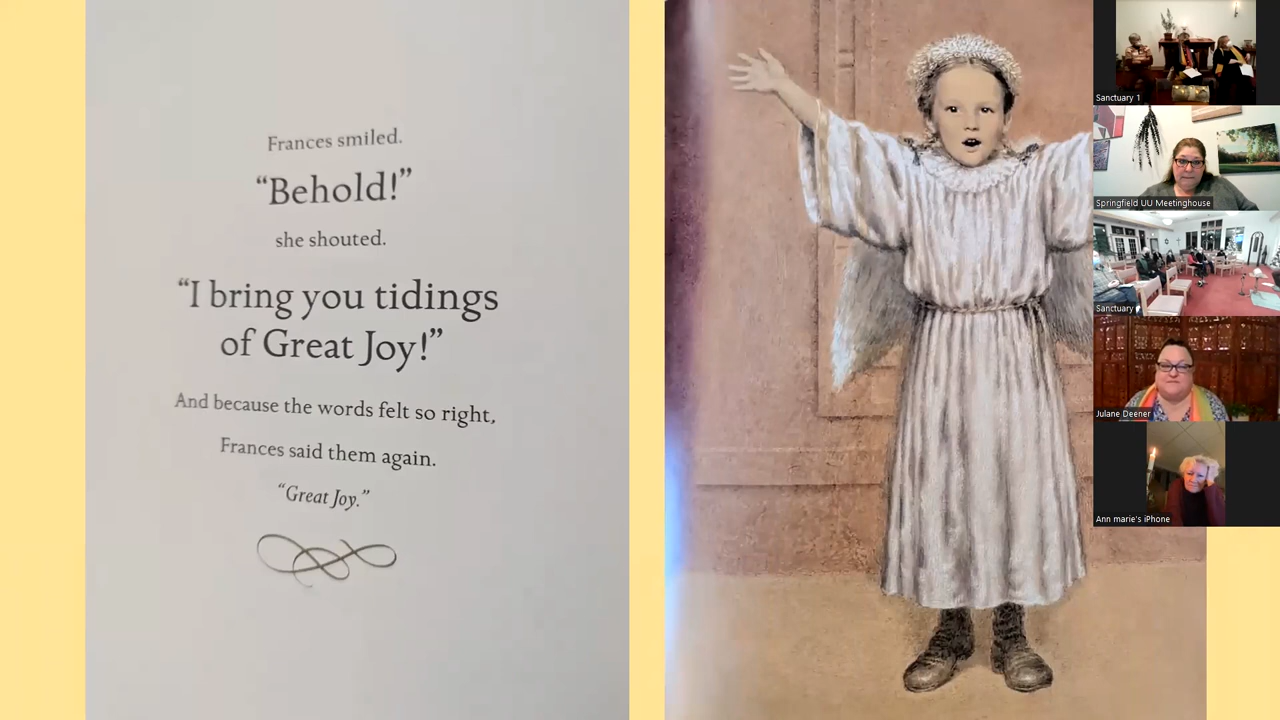 Frances smiled.
“Behold!”
she shouted.
“I bring you tidings
of Great Joy!”
And because the words felt so right,
Frances said them again.
“Great Joy.”
Sanctuary 1
Springfield UU Meetinghouse
Sanctuary
Julane Deener
Ann marie's iPhone